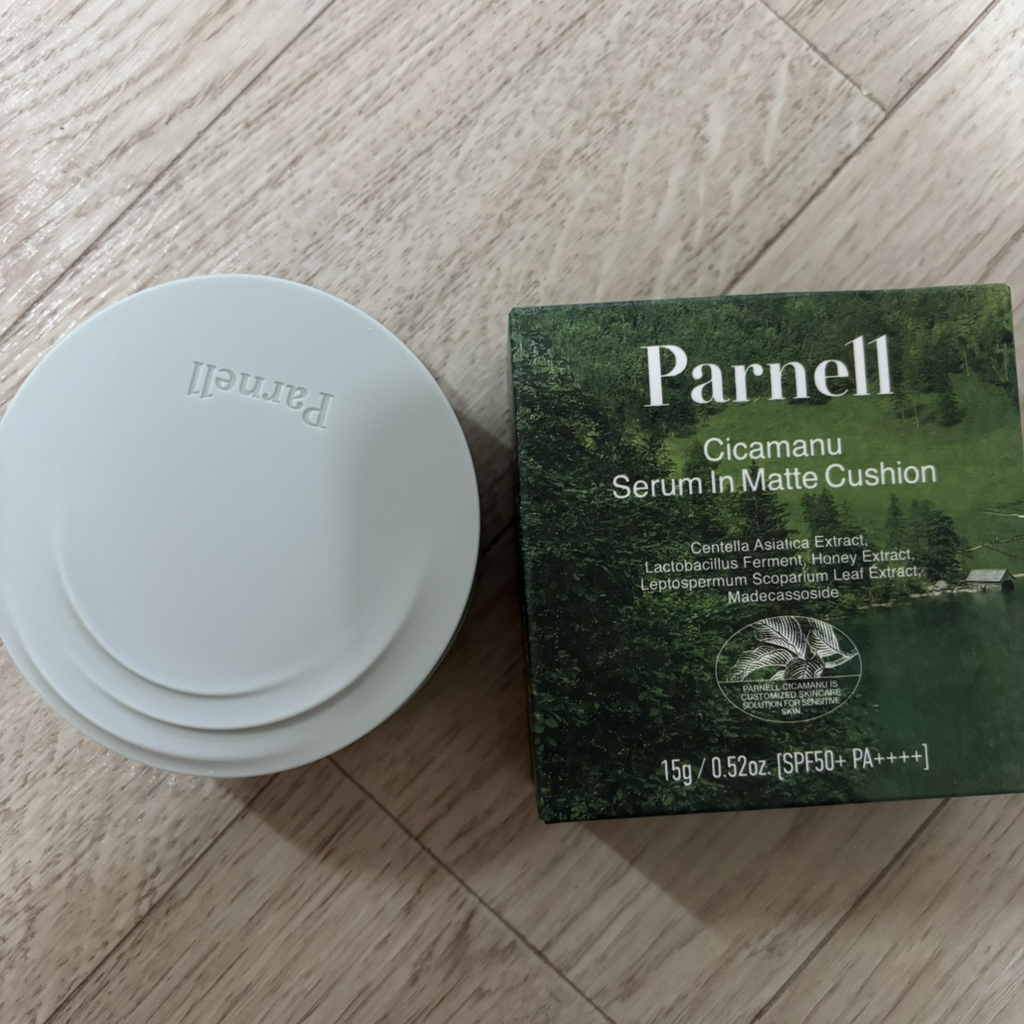 Parnell
Parnell
Cicamanu
Serum In Matte Cushion
Centella Asiatica Extract,
Lactobacillus Ferment, Honey Extract,
Leptospermum Scoparium Leaf Extract,
Madecassoside
PARNELL CICAMANU IS
CUSTOMIZED SKINCARE
SOLUTION FOR SENSITIVE
SKIN.
15g / 0.52oz. [SPF50+ PA++++]